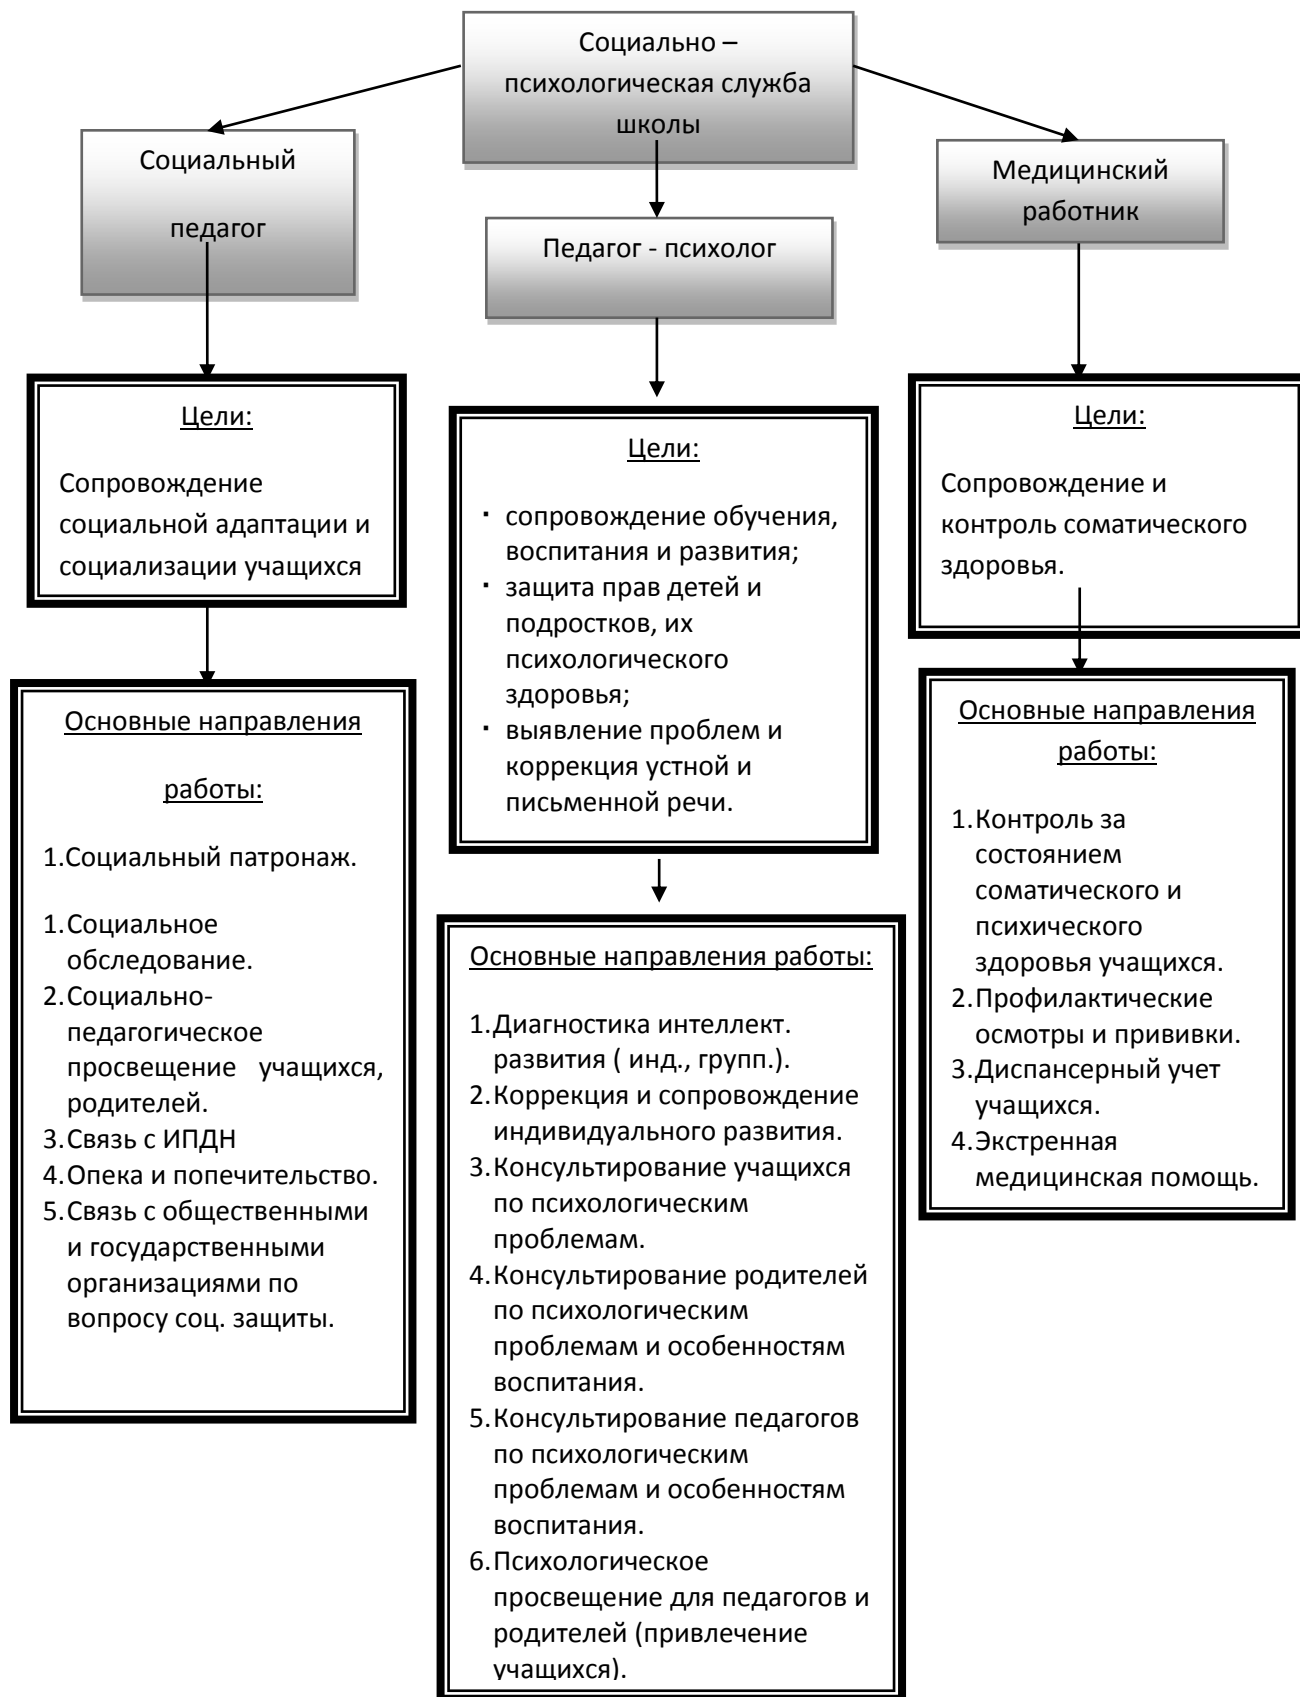 Социально –
психологическая служба
школы
Социальный
педагог
Педагог - психолог
Медицинский
работник
Цели:
Сопровождение
социальной адаптации и
социализации учащихся
Цели:
▪ сопровождение обучения,
воспитания и развития;
▪ защита прав детей и
подростков, их
психологического
здоровья;
▪ выявление проблем и
коррекция устной и
письменной речи.
Цели:
Сопровождение и
контроль соматического
здоровья.
Основные направления
работы:
1.Социальный патронаж.
1.Социальное
обследование.
2.Социально-
педагогическое
просвещение учащихся,
родителей.
3.Связь с ИПДН
4.Опека и попечительство.
5.Связь с общественными
и государственными
организациями по
вопросу соц. защиты.
Основные направления работы:
1.Диагностика интеллект.
развития ( инд., групп.).
2.Коррекция и сопровождение
индивидуального развития.
3.Консультирование учащихся
по психологическим
проблемам.
4.Консультирование родителей
по психологическим
проблемам и особенностям
воспитания.
5.Консультирование педагогов
по психологическим
проблемам и особенностям
воспитания.
6.Психологическое
просвещение для педагогов и
родителей (привлечение
учащихся).
Основные направления
работы:
1.Контроль за
состоянием
соматического и
психического
здоровья учащихся.
2.Профилактические
осмотры и прививки.
3.Диспансерный учет
учащихся.
4.Экстренная
медицинская помощь.